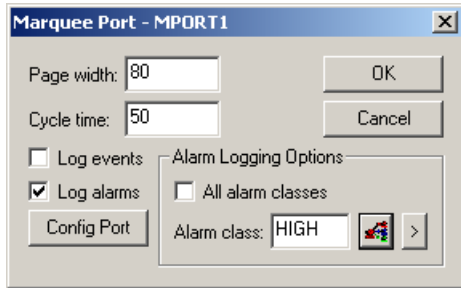 Marquee Port - MPORT1
Page width: 80
OK
Cycle time: 50
Cancel
Log events
Alarm Logging Options
Log alarms
All alarm classes
Config Port
Alarm class: HIGH
>